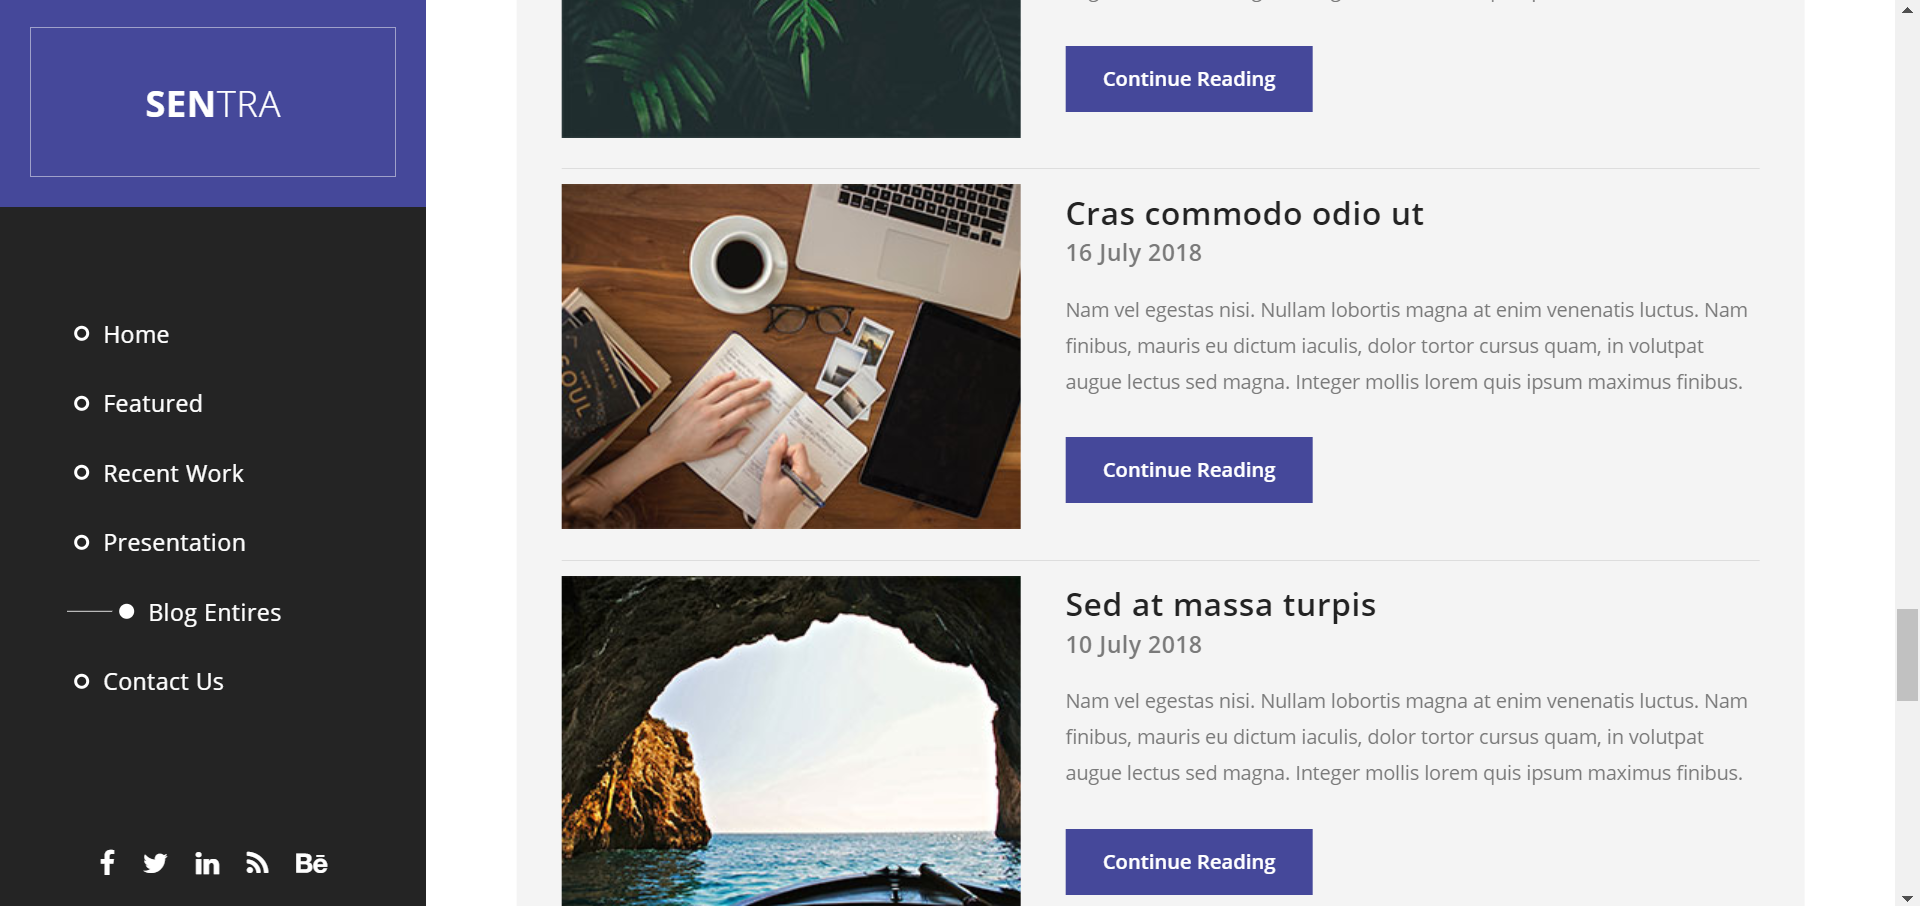 SENTRA
Home
Featured
Recent Work
Presentation
Blog Entires
Contact Us
Bē
Continue Reading
SOUL
Cras commodo odio ut
16 July 2018
Nam vel egestas nisi. Nullam lobortis magna at enim venenatis luctus. Nam
finibus, mauris eu dictum iaculis, dolor tortor cursus quam, in volutpat
augue lectus sed magna. Integer mollis lorem quis ipsum maximus finibus.
Continue Reading
Sed at massa turpis
10 July 2018
Nam vel egestas nisi. Nullam lobortis magna at enim venenatis luctus. Nam
finibus, mauris eu dictum iaculis, dolor tortor cursus quam, in volutpat
augue lectus sed magna. Integer mollis lorem quis ipsum maximus finibus.
Continue Reading